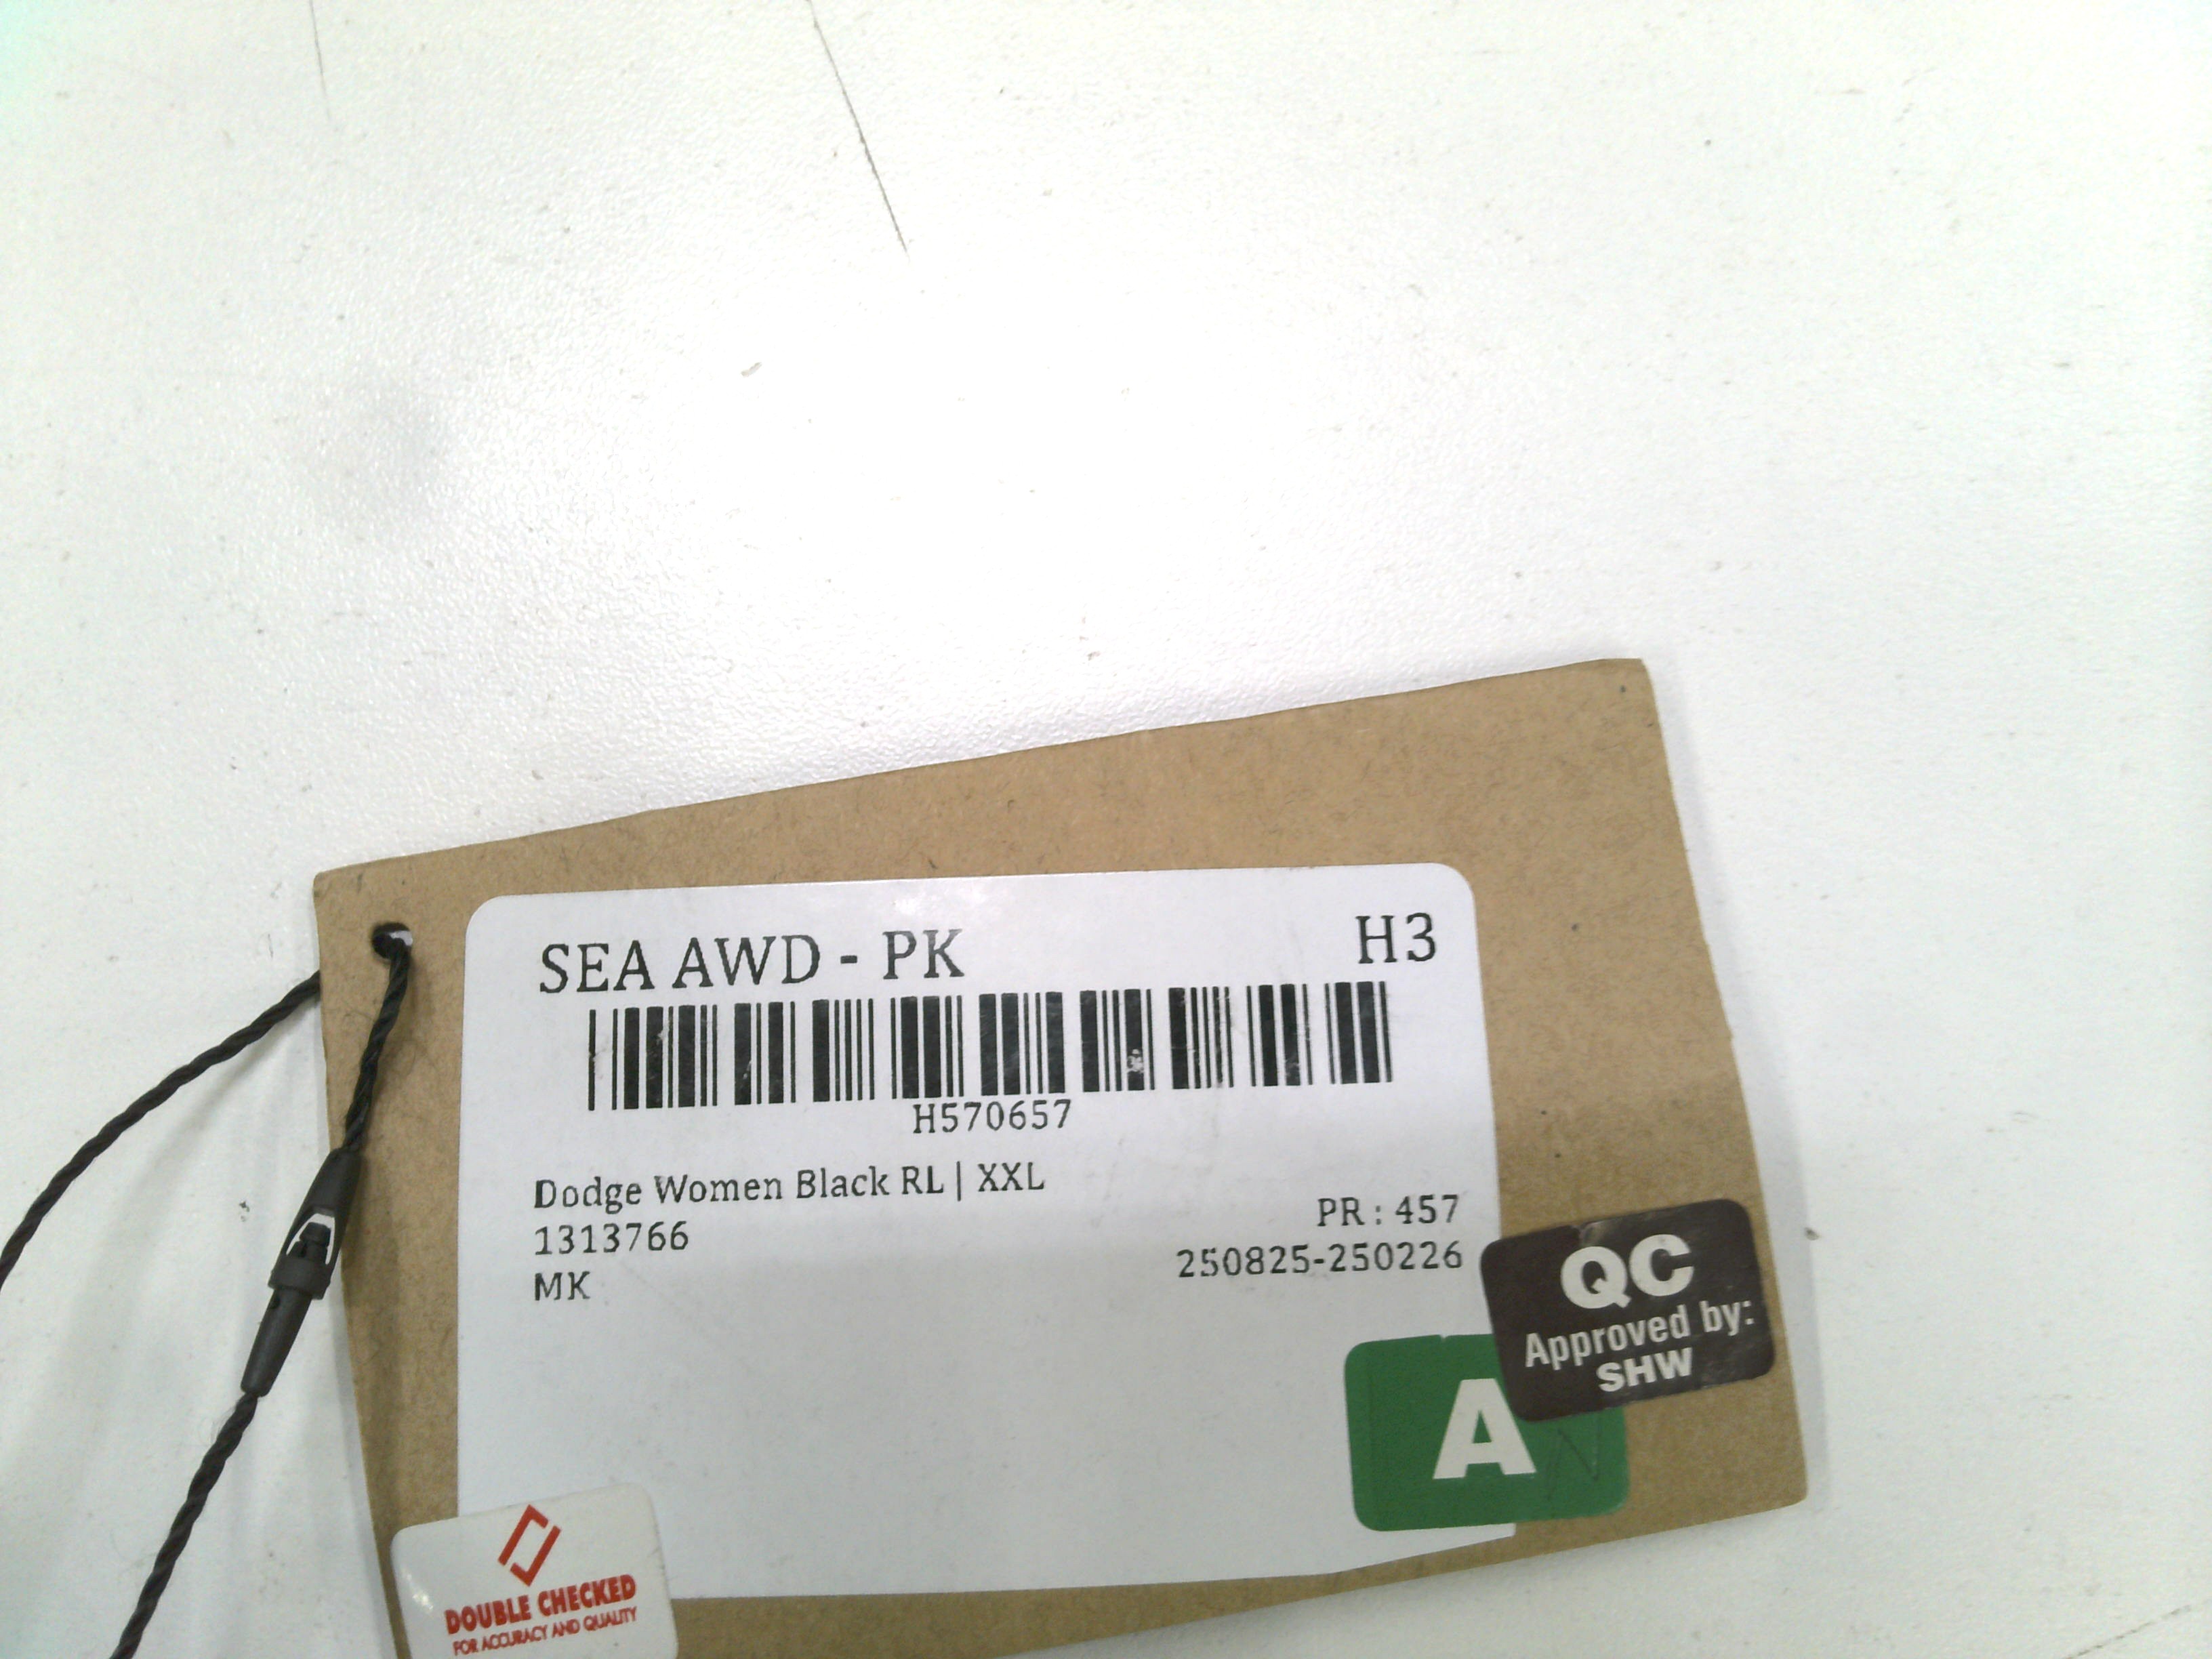 SEA AWD - PK
H3
H570657
Dodge Women Black RL | XXL
1313766
PR : 457
MK
250825-250226
QC
Approved by:
SHW
A
DOUBLE CHECKED
FOR ACCURACY AND QUALITY